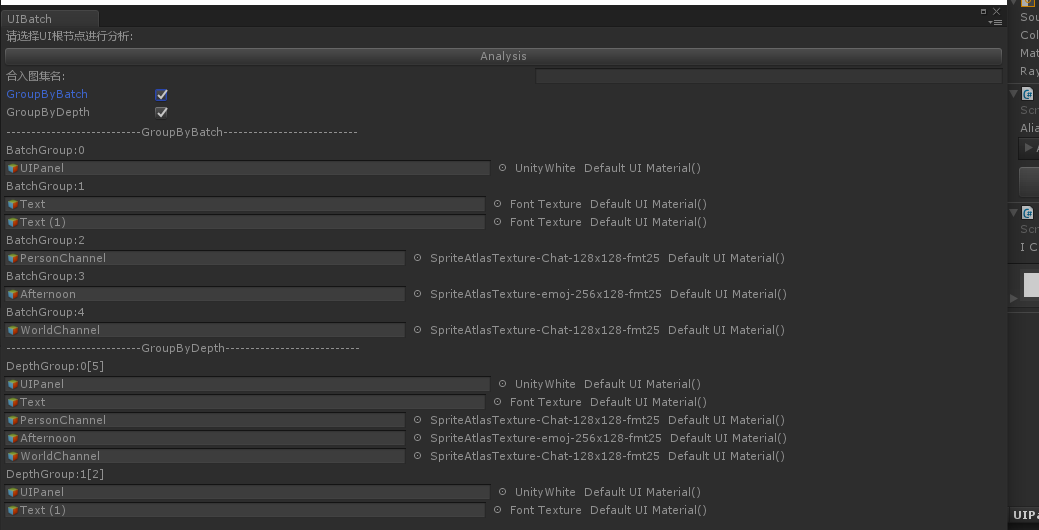 UIBatch
请选择UI根节点进行分析:
Analysis
合入图集名:
GroupByBatch
GroupByDepth
---------------------------GroupByBatch---------------------------
BatchGroup:0
UIPanel UnityWhite Default UI Material()
BatchGroup:1
Text Font Texture Default UI Material()
Text (1) Font Texture Default UI Material()
BatchGroup:2
PersonChannel SpriteAtlasTexture-Chat-128x128-fmt25 Default UI Material()
BatchGroup:3
Afternoon SpriteAtlasTexture-emoj-256x128-fmt25 Default UI Material()
BatchGroup:4
WorldChannel SpriteAtlasTexture-Chat-128x128-fmt25 Default UI Material()
---------------------------GroupByDepth---------------------------
DepthGroup:0[5]
UIPanel UnityWhite Default UI Material()
Text Font Texture Default UI Material()
PersonChannel SpriteAtlasTexture-Chat-128x128-fmt25 Default UI Material()
Afternoon SpriteAtlasTexture-emoj-256x128-fmt25 Default UI Material()
WorldChannel SpriteAtlasTexture-Chat-128x128-fmt25 Default UI Material()
DepthGroup:1[2]
UIPanel UnityWhite Default UI Material()
Text (1) Font Texture Default UI Material()
Sou
Col
Mat
Ray
Scr
Alia
Scr
I C
UIPa